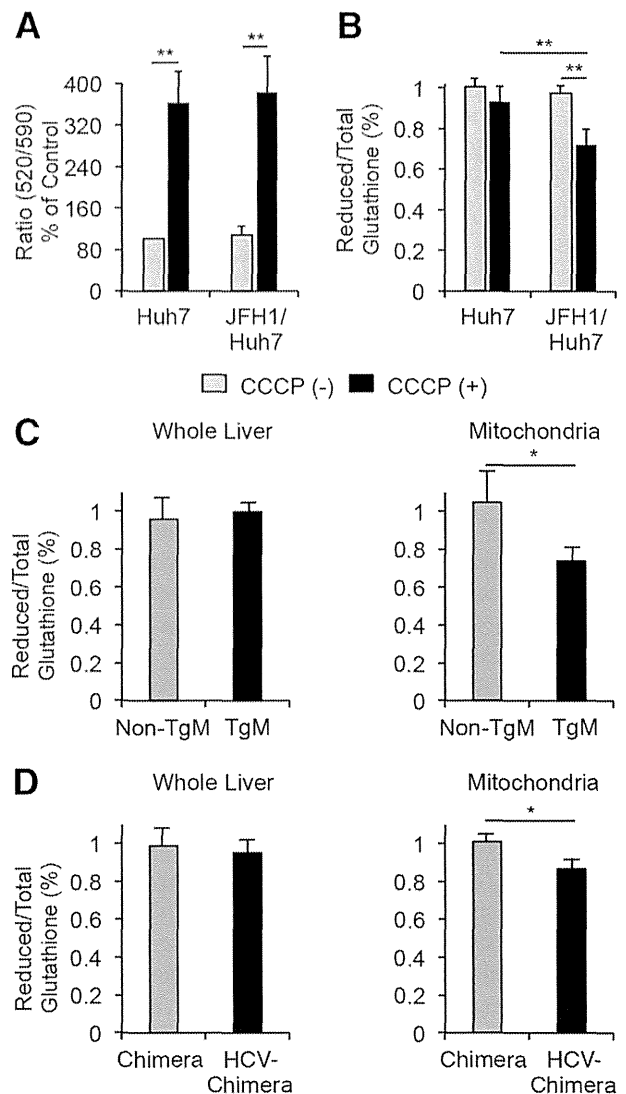 A
Ratio (520/590)
% of Control
400
320
240
160
80
0
**
**
Huh7
JFH1/
Huh7
B
Reduced/Total
Glutathione (%)
1
0.8
0.6
0.4
0.2
0
**
**
Huh7
JFH1/
Huh7
CCCP (-)
CCCP (+)
C
Whole Liver
Reduced/Total
Glutathione (%)
1
0.8
0.6
0.4
0.2
0
Non-TgM
TgM
Mitochondria
*
1
0.8
0.6
0.4
0.2
0
Non-TgM
TgM
D
Whole Liver
Reduced/Total
Glutathione (%)
1
0.8
0.6
0.4
0.2
0
Chimera
HCV-
Chimera
Mitochondria
*
1
0.8
0.6
0.4
0.2
0
Chimera
HCV-
Chimera